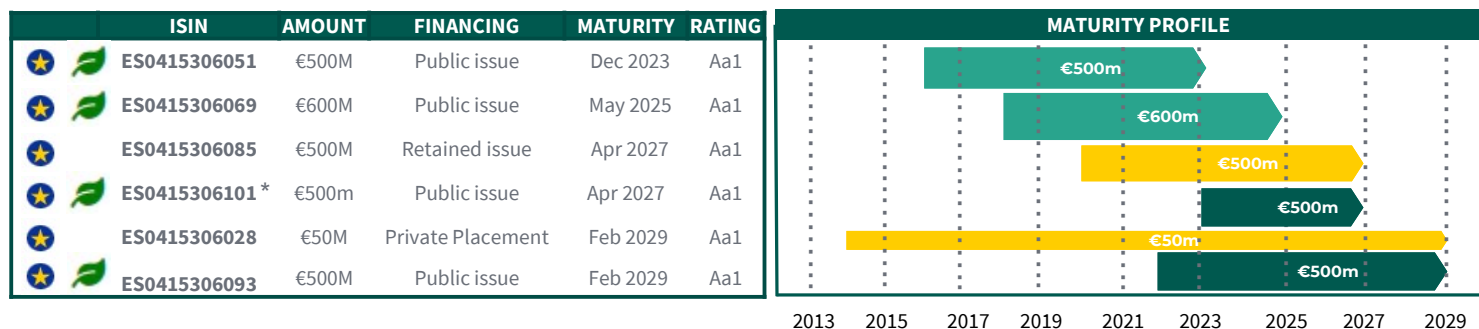 ISIN AMOUNT FINANCING MATURITY RATING
ES0415306051 €500M Public issue Dec 2023 Aa1
ES0415306069 €600M Public issue May 2025 Aa1
ES0415306085 €500M Retained issue Apr 2027 Aa1
ES0415306101* €500m Public issue Apr 2027 Aa1
ES0415306028 €50M Private Placement Feb 2029 Aa1
ES0415306093 €500M Public issue Feb 2029 Aa1
MATURITY PROFILE
€500m
€600m
€500m
€500m
€50m
€500m
2013 2015 2017 2019 2021 2023 2025 2027 2029